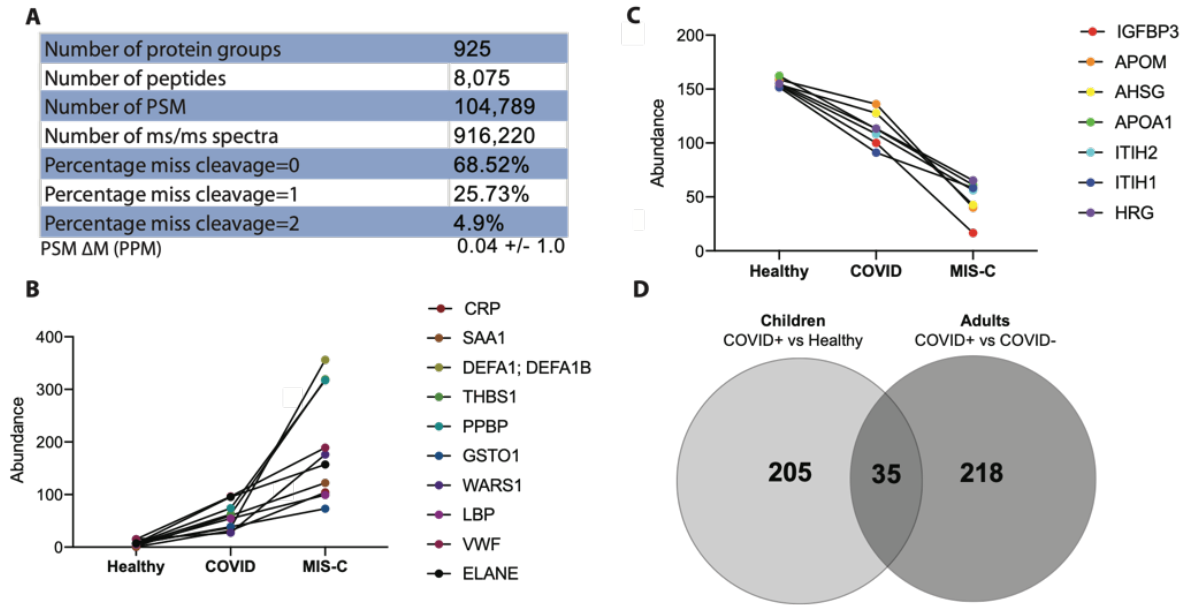 A
Number of protein groups 925
Number of peptides 8,075
Number of PSM 104,789
Number of ms/ms spectra 916,220
Percentage miss cleavage=0 68.52%
Percentage miss cleavage=1 25.73%
Percentage miss cleavage=2 4.9%
PSM ΔM (PPM) 0.04 +/- 1.0
B
Abundance
400
300
200
100
0
Healthy COVID MIS-C
CRP
SAA1
DEFA1; DEFA1B
THBS1
PPBP
GSTO1
WARS1
LBP
VWF
ELANE
C
Abundance
200
150
100
50
0
Healthy COVID MIS-C
IGFBP3
APOM
AHSG
APOA1
ITIH2
ITIH1
HRG
D
Children
COVID+ vs Healthy
Adults
COVID+ vs COVID-
205 35 218